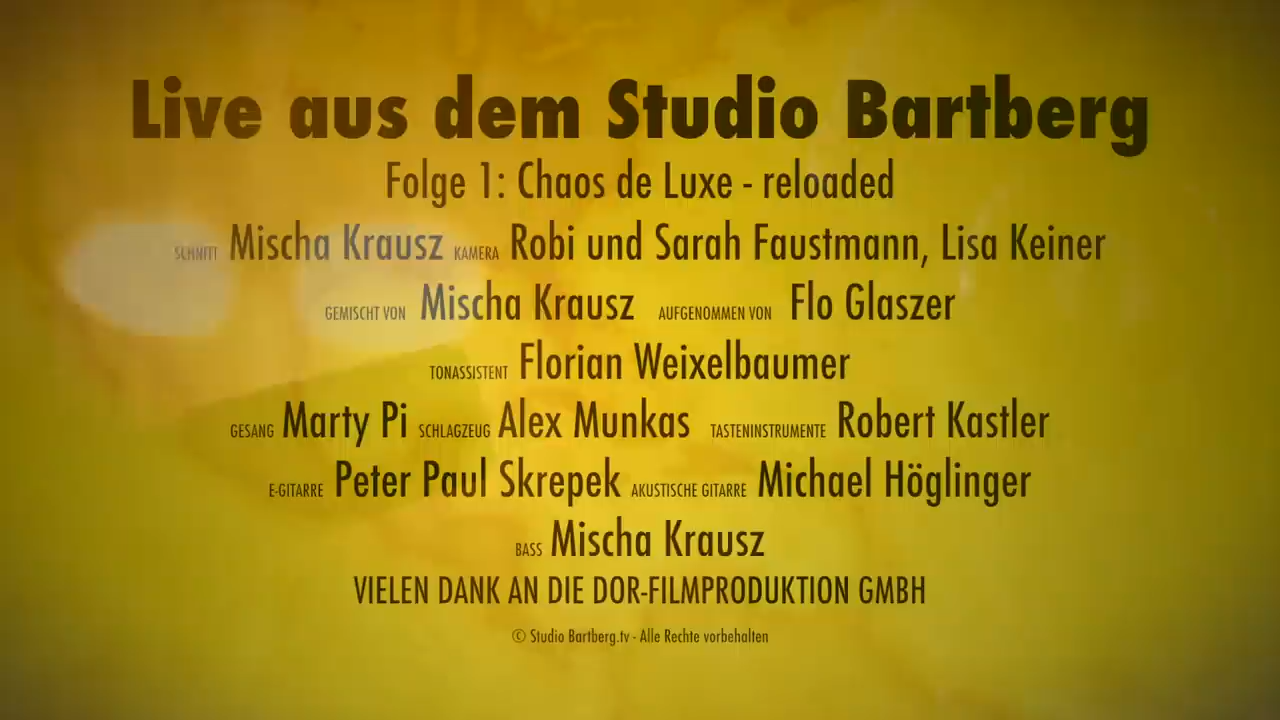 Live aus dem Studio Bartberg
Folge 1: Chaos de Luxe - reloaded
SCHNITT Mischa Krausz KAMERA Robi und Sarah Faustmann, Lisa Keiner
GEMISCHT VON Mischa Krausz AUFGENOMMEN VON Flo Glaszer
TONASSISTENT Florian Weixelbaumer
GESANG Marty Pi SCHLAGZEUG Alex Munkas TASTENINSTRUMENTE Robert Kastler
E-GITARRE Peter Paul Skrepek AKUSTISCHE GITARRE Michael Höglinger
BASS Mischa Krausz
VIELEN DANK AN DIE DOR-FILMPRODUKTION GMBH
© Studio Bartberg.tv - Alle Rechte vorbehalten